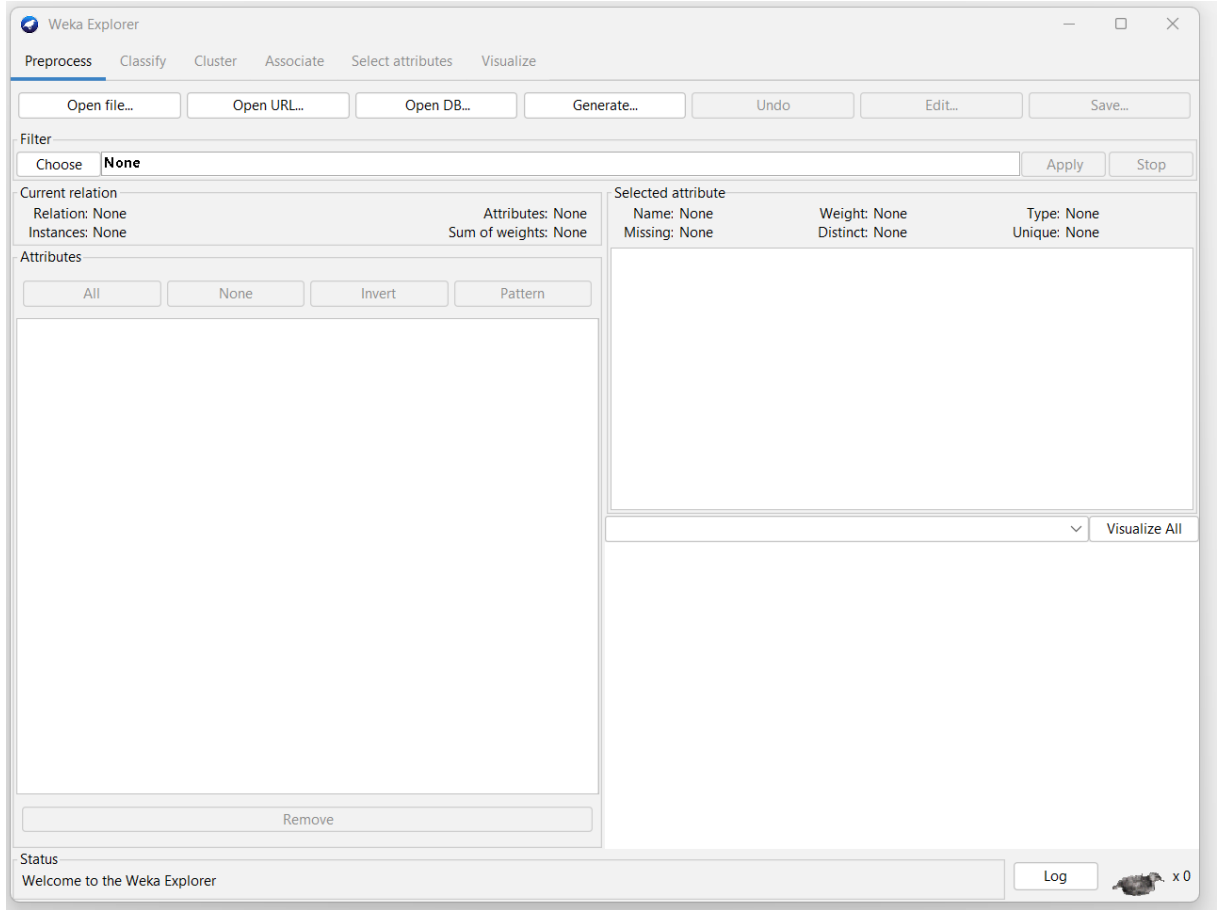 Weka Explorer
Preprocess Classify Cluster Associate Select attributes Visualize
Open file... Open URL... Open DB... Generate... Undo Edit... Save...
Filter
Choose None Apply Stop
Current relation
Relation: None Attributes: None
Instances: None Sum of weights: None
Selected attribute
Name: None Weight: None Type: None
Missing: None Distinct: None Unique: None
Attributes
All None Invert Pattern
Visualize All
Remove
Status
Welcome to the Weka Explorer
Log x 0